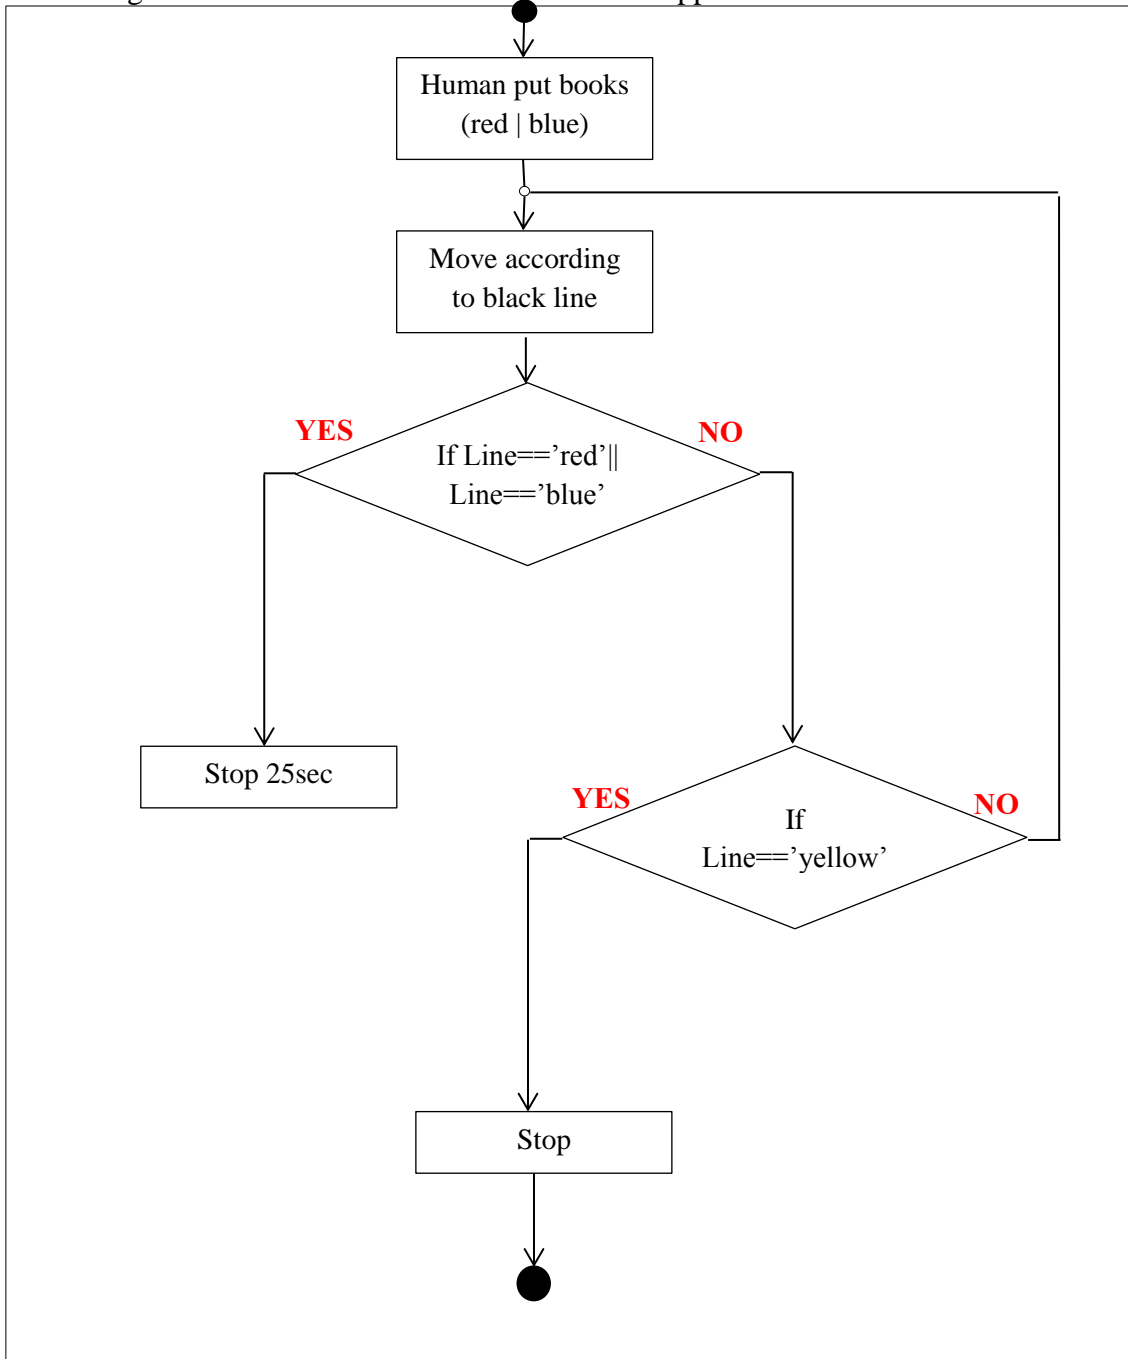 Human put books
(red | blue)
Move according
to black line
YES
NO
If Line==’red’||
Line==’blue’
Stop 25sec
YES
NO
If
Line==’yellow’
Stop